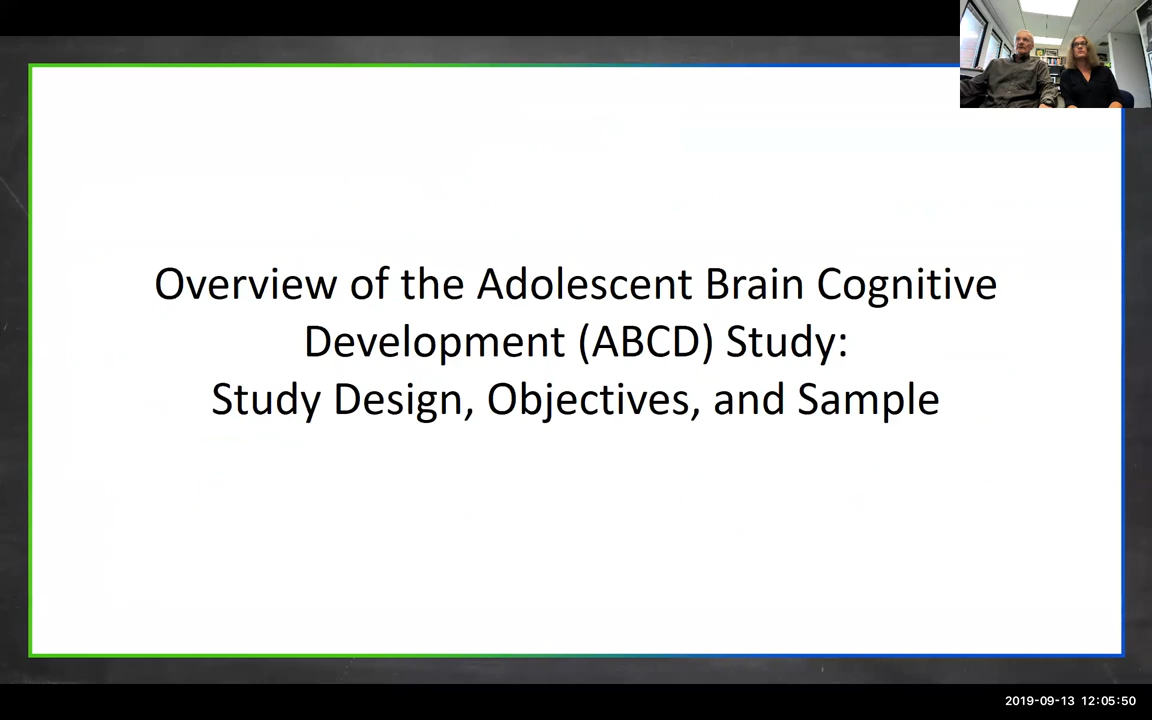 Overview of the Adolescent Brain Cognitive
Development (ABCD) Study:
Study Design, Objectives, and Sample
2019-09-13 12:05:50